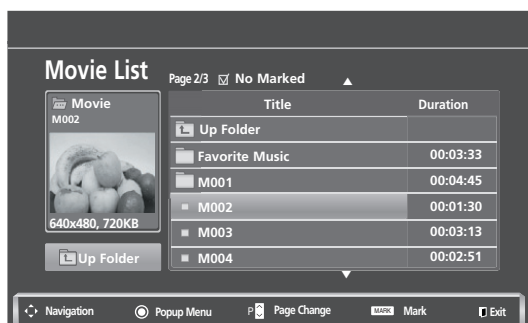 Movie List
Page 2/3 No Marked
Movie
M002
640x480, 720KB
Up Folder
Title Duration
Up Folder
Favorite Music 00:03:33
M001 00:04:45
M002 00:01:30
M003 00:03:13
M004 00:02:51
Navigation Popup Menu P Page Change MARK Mark Exit